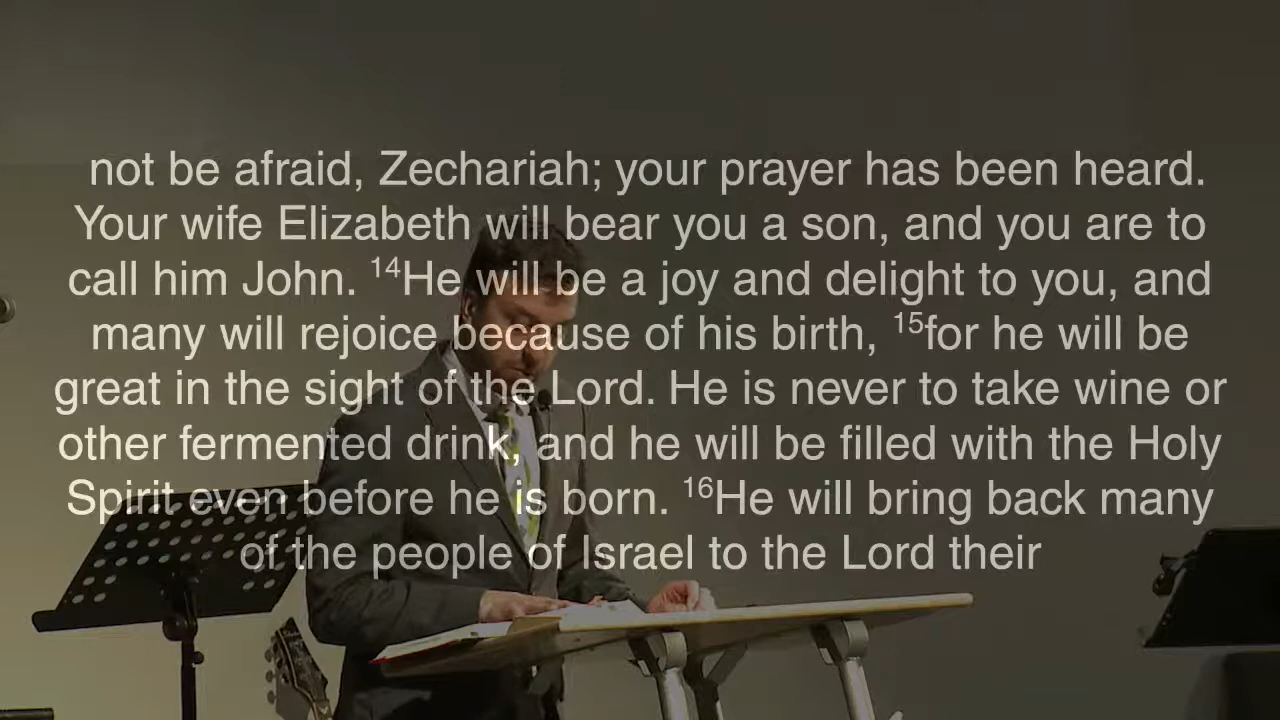 not be afraid, Zechariah; your prayer has been heard.
Your wife Elizabeth will bear you a son, and you are to
call him John. ¹⁴He will be a joy and delight to you, and
many will rejoice because of his birth, ¹⁵for he will be
great in the sight of the Lord. He is never to take wine or
other fermented drink, and he will be filled with the Holy
Spirit even before he is born. ¹⁶He will bring back many
of the people of Israel to the Lord their